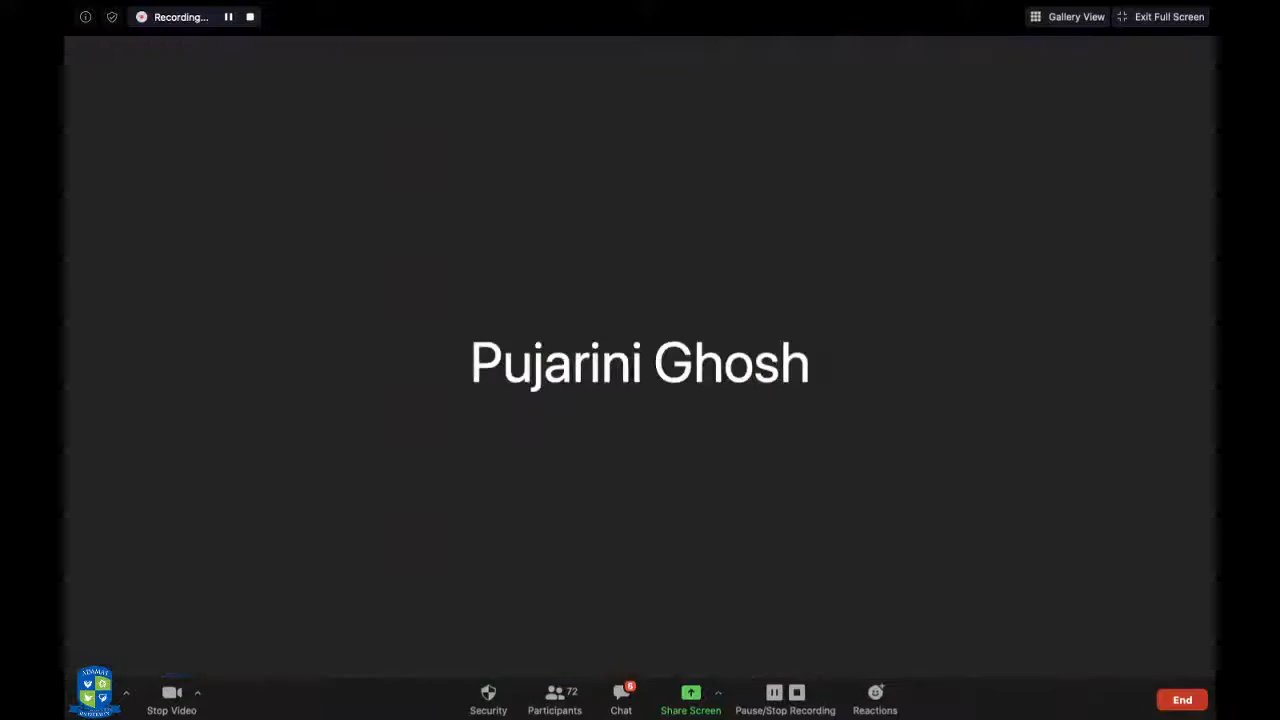 Recording...
Gallery View
Exit Full Screen
Pujarini Ghosh
Stop Video
Security
72
Participants
6
Chat
Share Screen
Pause/Stop Recording
Reactions
End